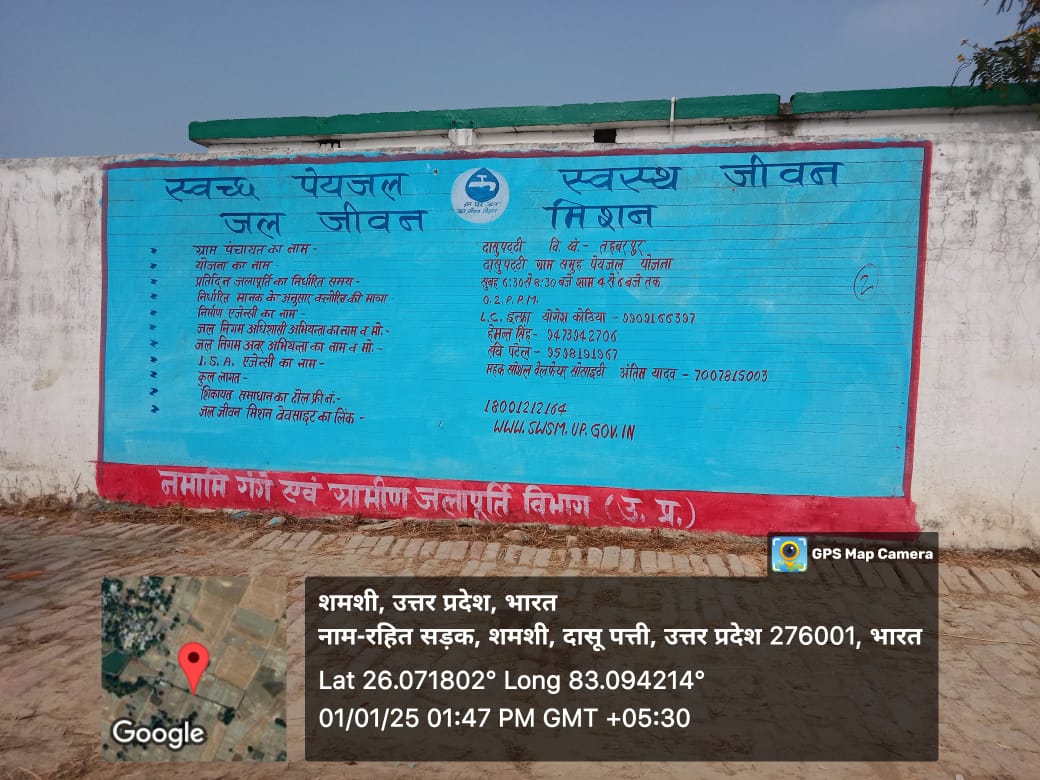 स्वच्छ पेयजल स्वस्थ जीवन
जल जीवन मिशन
ग्राम पंचायत का नाम - दासुपट्टी वि. खे. - तहबरपुर
योजना का नाम - दासुपट्टी ग्राम समूह पेयजल योजना
प्रतिदिन जलापूर्ति का निर्धारित समय - सुबह 6:30 से 8:30 बजे शाम 4 से 6 बजे तक
निर्धारित मानक के अनुसार क्लोरिन की मात्रा 0.2. P.P.M.
निर्माण एजेन्सी का नाम - L.C. इन्फ्रा योगेश कोठिया - 9909166397
जल निगम अधिशासी अभियन्ता का नाम व मो:- हेमन्त सिंह - 9473942706
जल निगम अवर अभियन्ता का नाम व मो:- रवि पटेल - 9598191967
I.S.A. एजेन्सी का नाम - महक सोशल वेलफेयर सोसाइटी अंतिम यादव - 7007815003
कुल लागत -
शिकायत समाधान का टोल फ्री नं.- 18001212164
जल जीवन मिशन वेबसाइट का लिंक - WWW.SWSM.UP.GOV.IN
2
नमामि गंगे एवं ग्रामीण जलापूर्ति विभाग (उ. प्र.)
GPS Map Camera
शमशी, उत्तर प्रदेश, भारत
नाम-रहित सड़क, शमशी, दासू पत्ती, उत्तर प्रदेश 276001, भारत
Lat 26.071802° Long 83.094214°
01/01/25 01:47 PM GMT +05:30
Google